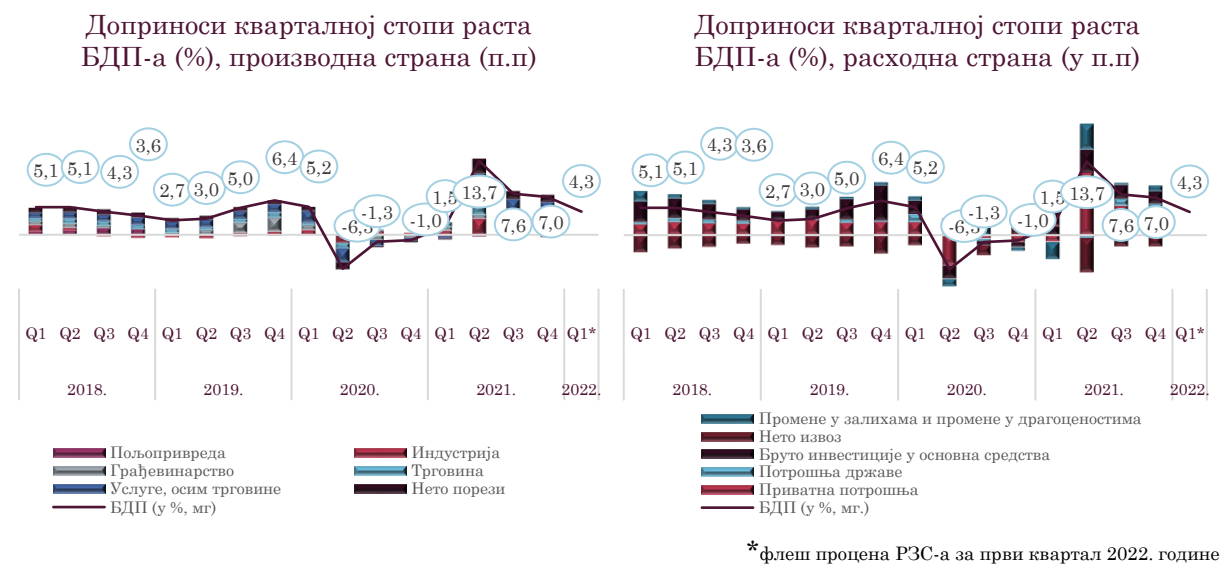 Доприноси кварталној стопи раста
БДП-а (%), производна страна (п.п)
5,1
5,1
4,3
3,6
2,7
3,0
5,0
6,4
5,2
-1,3
-1,0
1,5
13,7
7,6
7,0
4,3
Q1 Q2 Q3 Q4 Q1 Q2 Q3 Q4 Q1 Q2 Q3 Q4 Q1 Q2 Q3 Q4 Q1*
2018. 2019. 2020. 2021. 2022.
Пољопривреда
Индустрија
Грађевинарство
Трговина
Услуге, осим трговине
Нето порези
БДП (у %, мг)
Доприноси кварталној стопи раста
БДП-а (%), расходна страна (у п.п)
5,1
5,1
4,3
3,6
2,7
3,0
5,0
6,4
5,2
-1,3
-1,0
1,5
13,7
7,6
7,0
4,3
Q1 Q2 Q3 Q4 Q1 Q2 Q3 Q4 Q1 Q2 Q3 Q4 Q1 Q2 Q3 Q4 Q1*
2018. 2019. 2020. 2021. 2022.
Промене у залихама и промене у драгоценостима
Нето извоз
Бруто инвестиције у основна средства
Потрошња државе
Приватна потрошња
БДП (у %, мг.)
*флеш процена РЗС-а за први квартал 2022. године